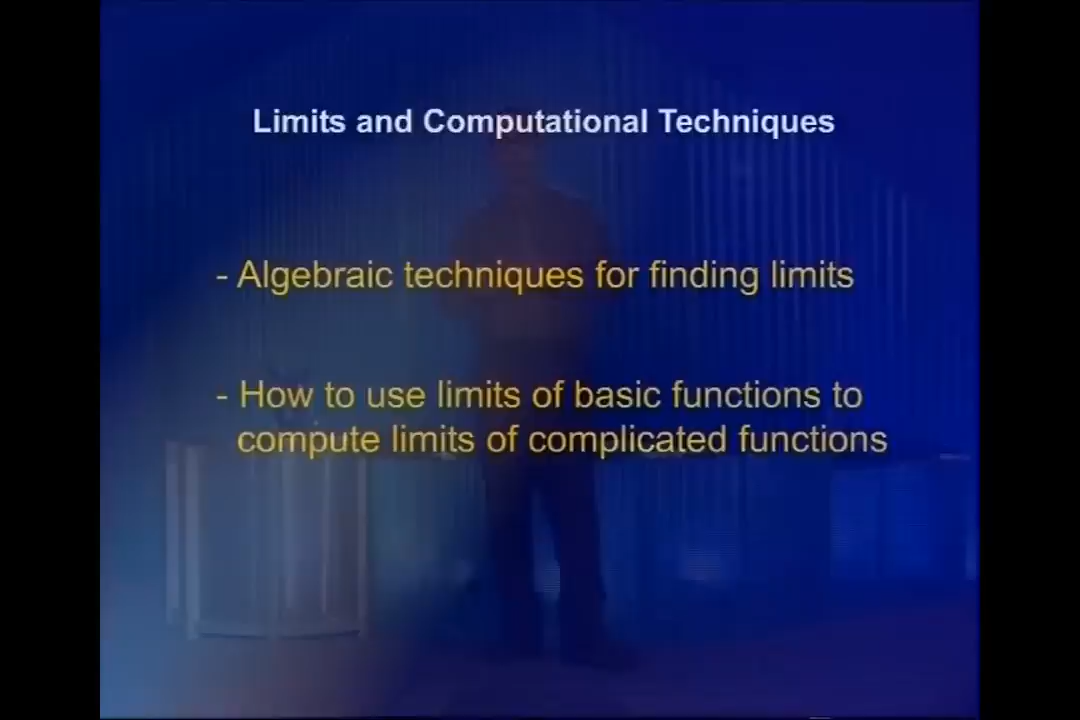 Limits and Computational Techniques
- Algebraic techniques for finding limits
- How to use limits of basic functions to
compute limits of complicated functions